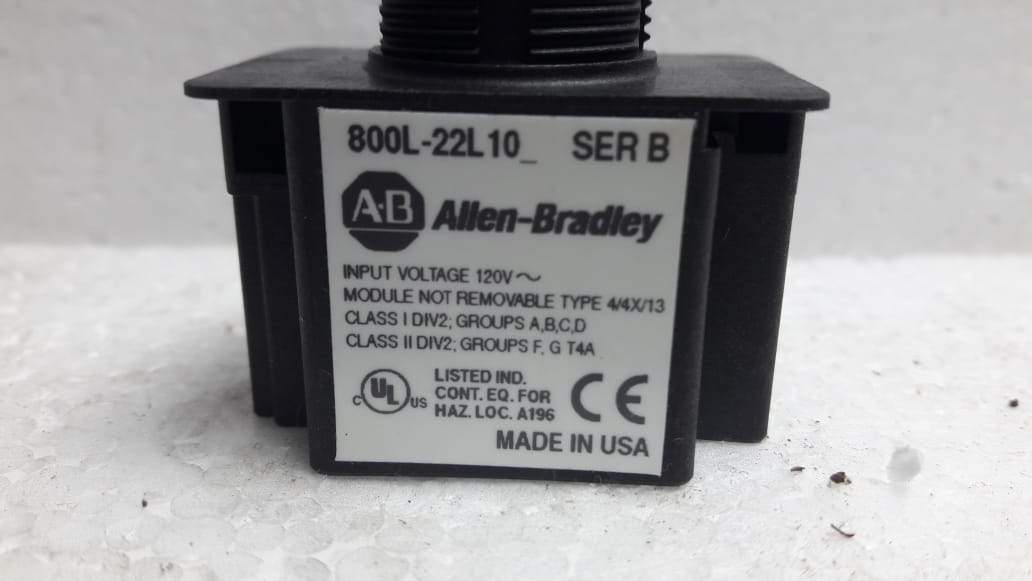 800L-22L10_ SER B
A·B Allen-Bradley
INPUT VOLTAGE 120V～
MODULE NOT REMOVABLE TYPE 4/4X/13
CLASS I DIV2; GROUPS A,B,C,D
CLASS II DIV2; GROUPS F, G T4A
C UL US
LISTED IND.
CONT. EQ. FOR
HAZ. LOC. A196
CE
MADE IN USA